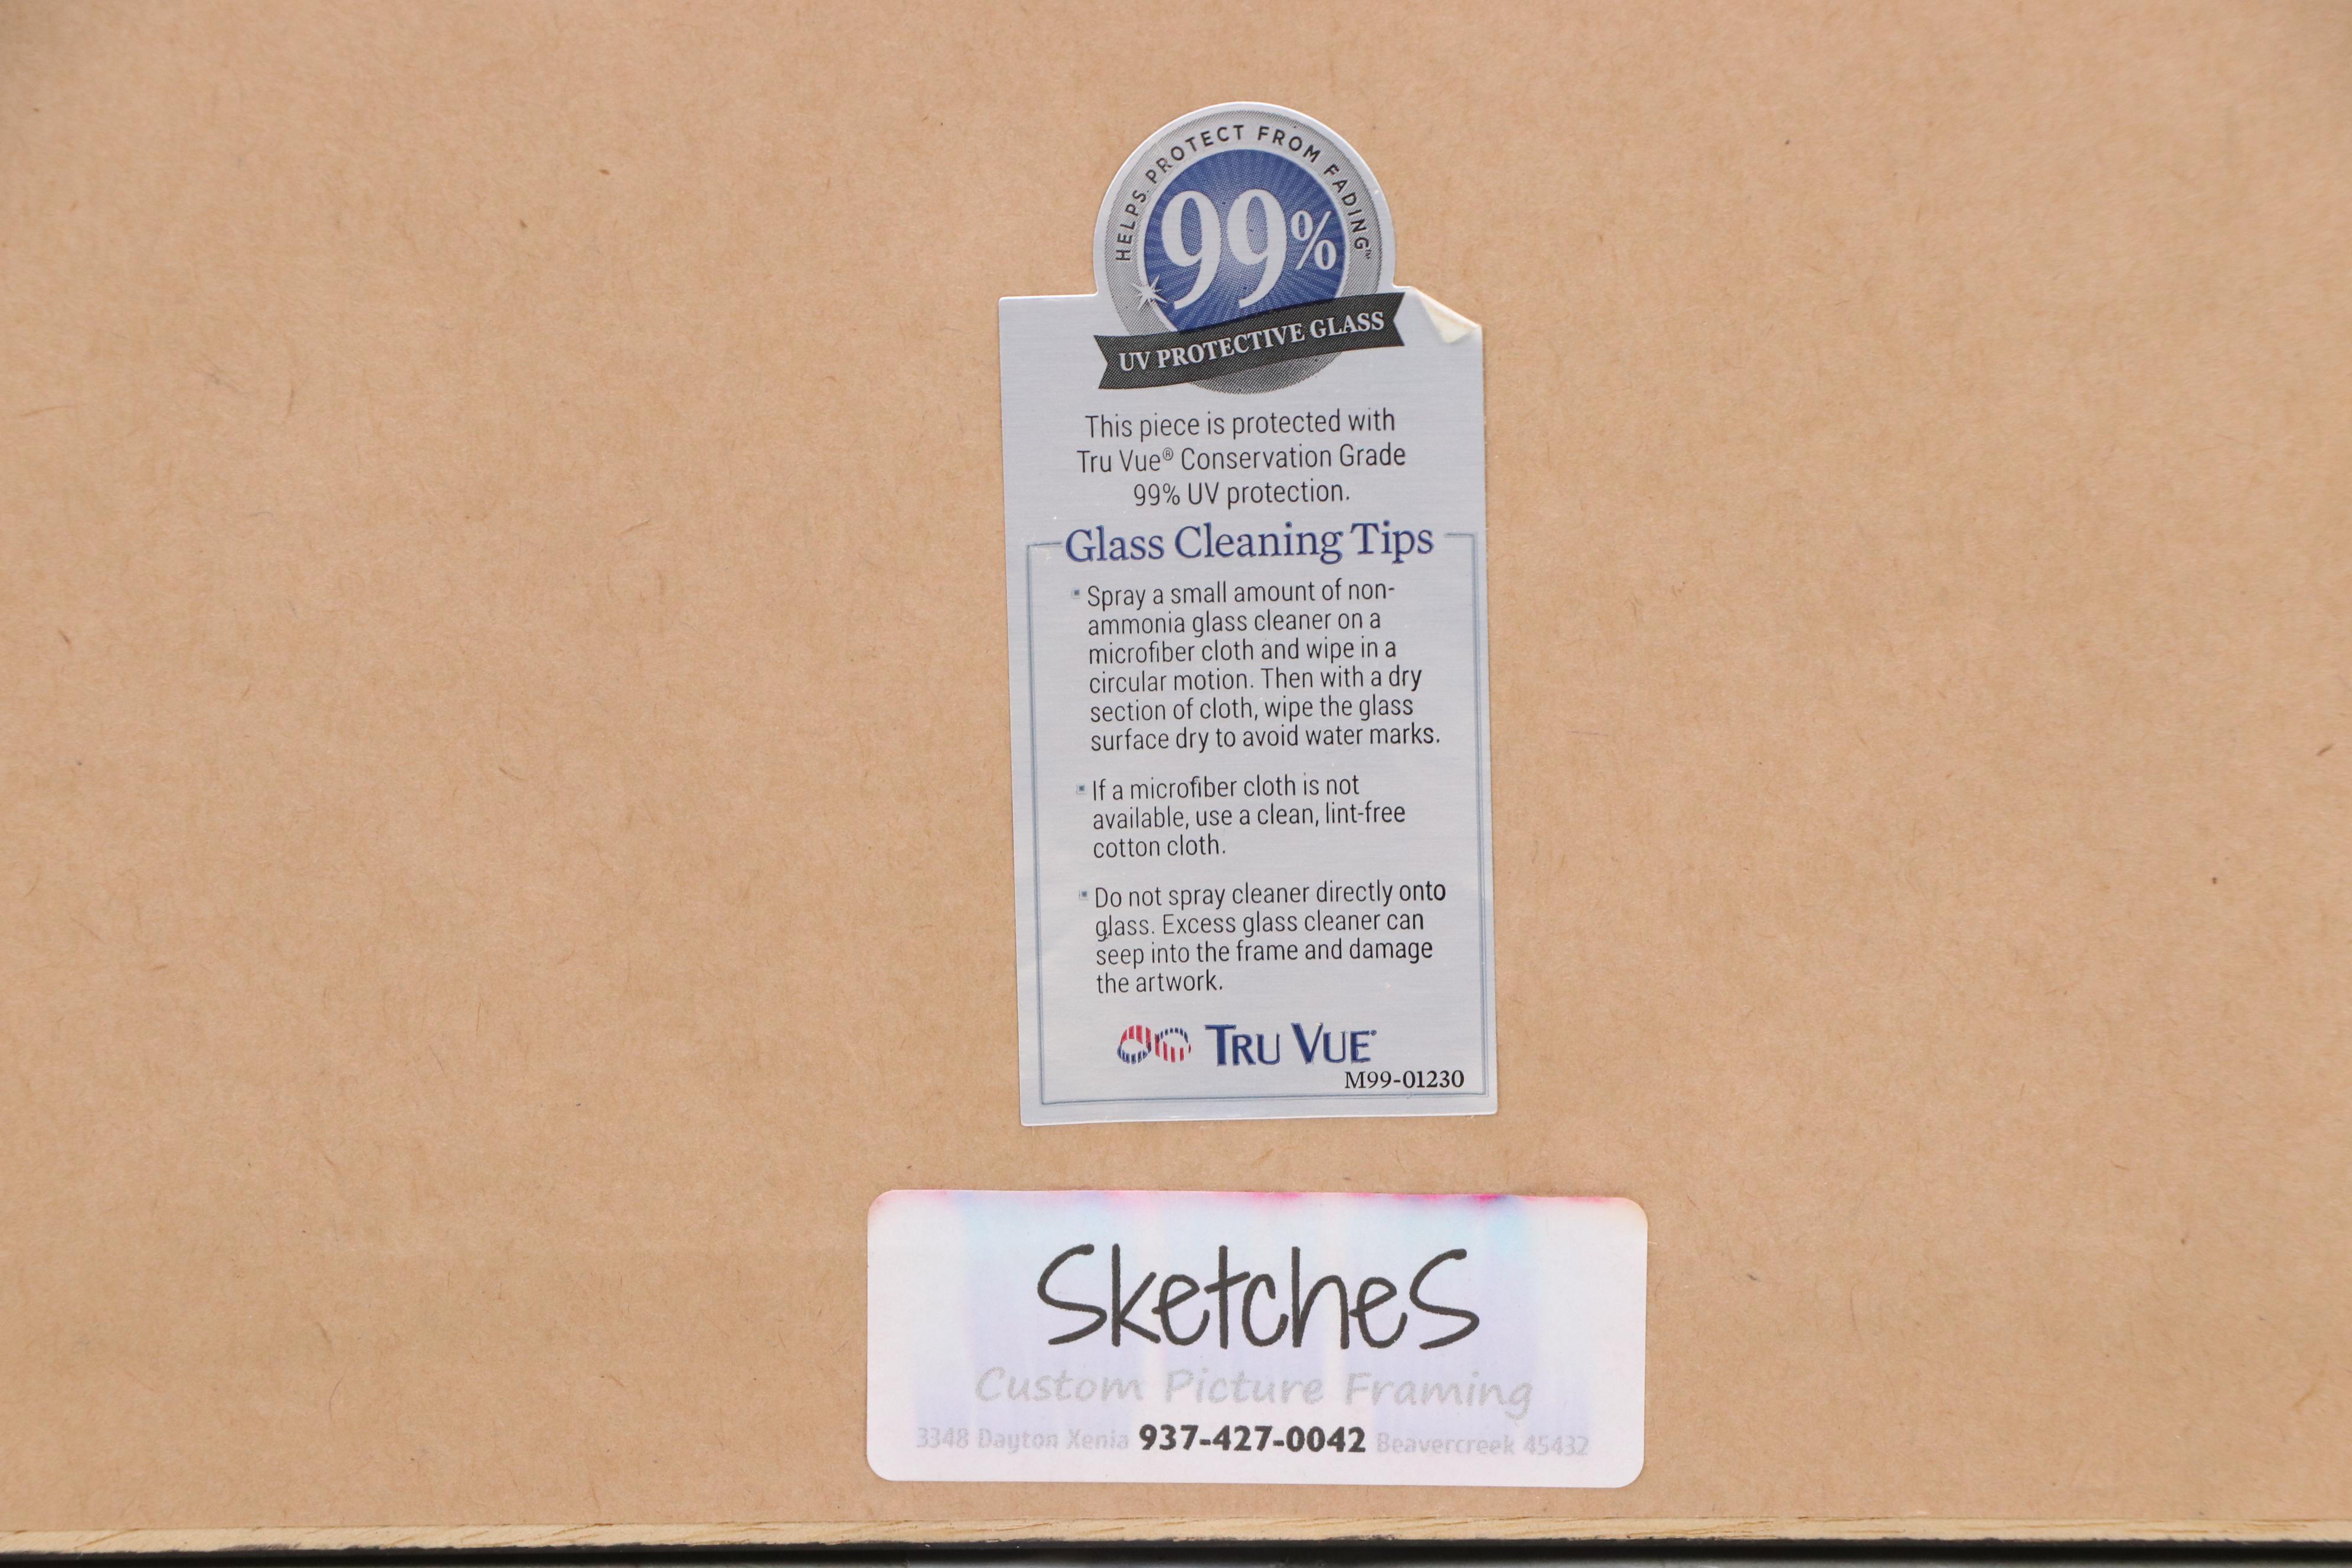 HELPS PROTECT FROM FADING™
99%
UV PROTECTIVE GLASS
This piece is protected with
Tru Vue® Conservation Grade
99% UV protection.
Glass Cleaning Tips
▪ Spray a small amount of non-
ammonia glass cleaner on a
microfiber cloth and wipe in a
circular motion. Then with a dry
section of cloth, wipe the glass
surface dry to avoid water marks.
▪ If a microfiber cloth is not
available, use a clean, lint-free
cotton cloth.
▪ Do not spray cleaner directly onto
glass. Excess glass cleaner can
seep into the frame and damage
the artwork.
TRU VUE®
M99-01230
SketcheS
Custom Picture Framing
3348 Dayton Xenia 937-427-0042 Beavercreek 45432